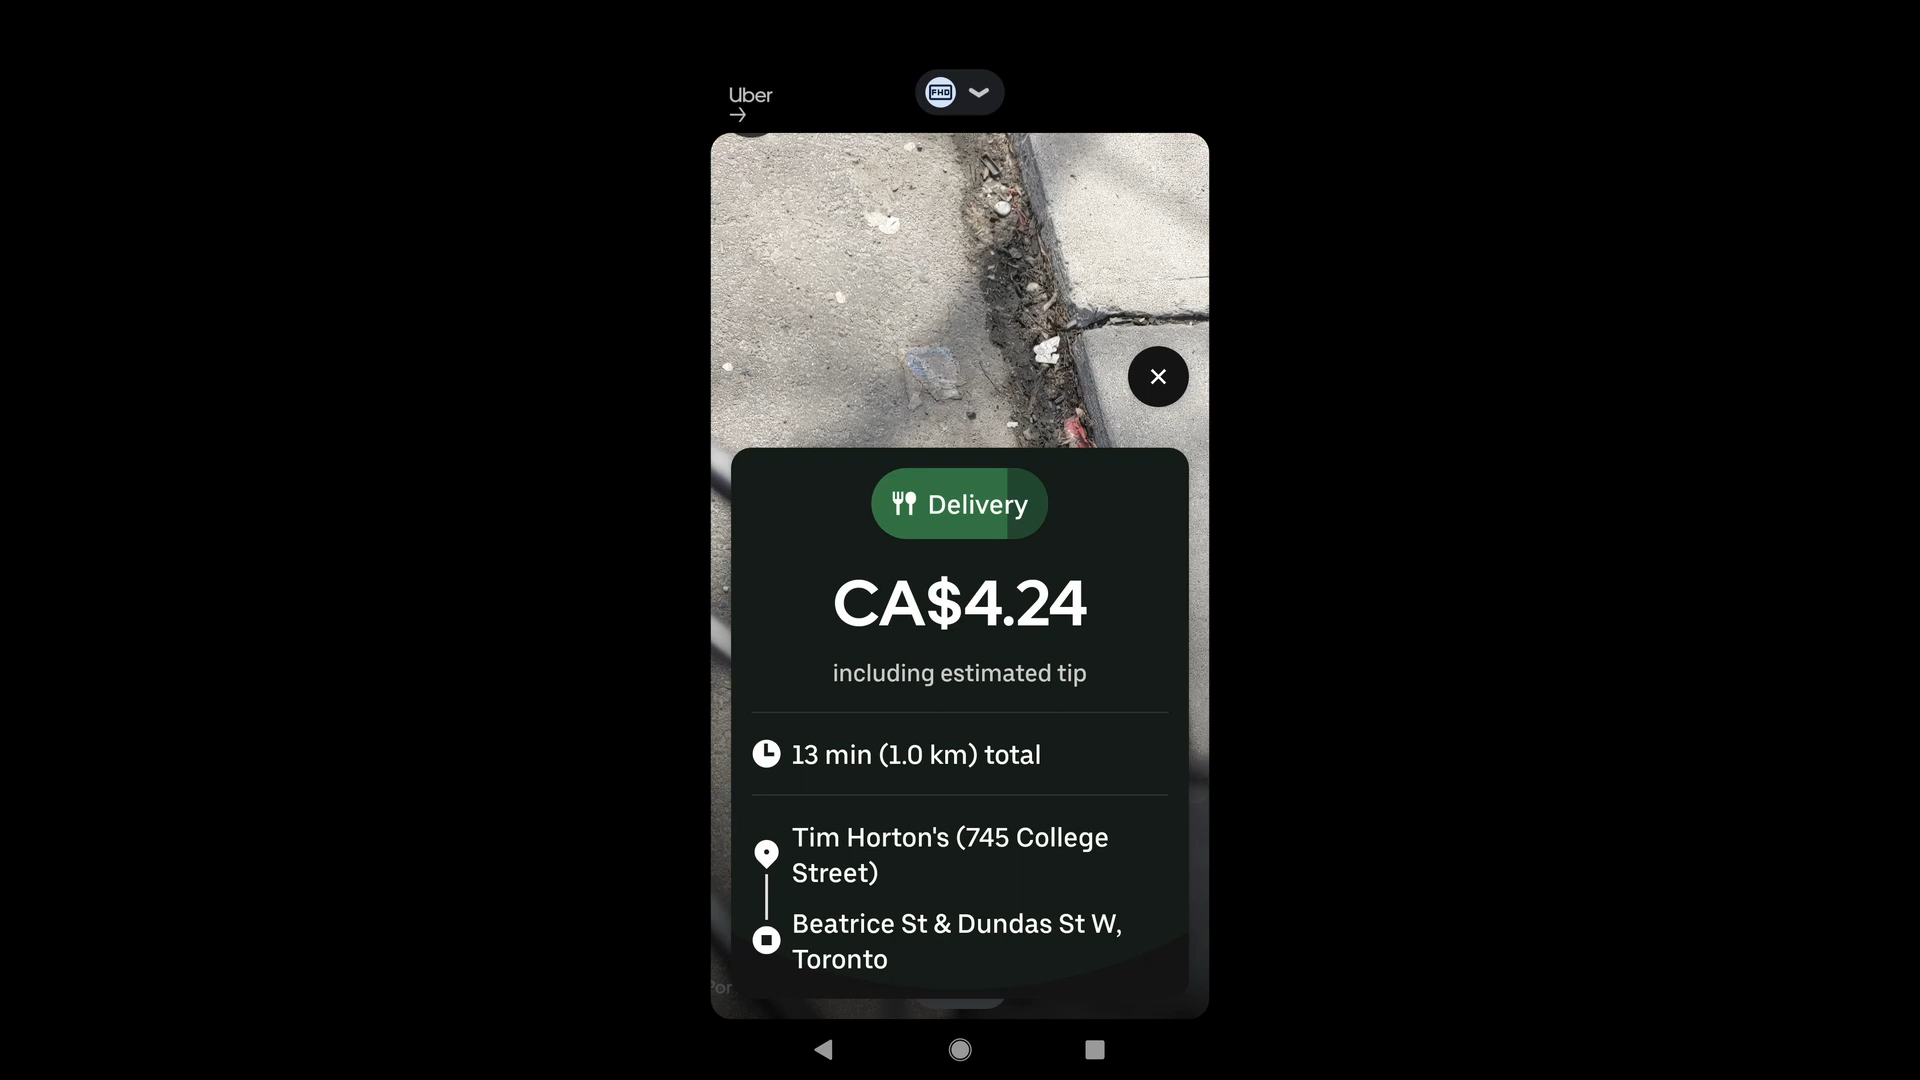 Uber
FHD
Delivery
CA$4.24
including estimated tip
13 min (1.0 km) total
Tim Horton's (745 College
Street)
Beatrice St & Dundas St W,
Toronto